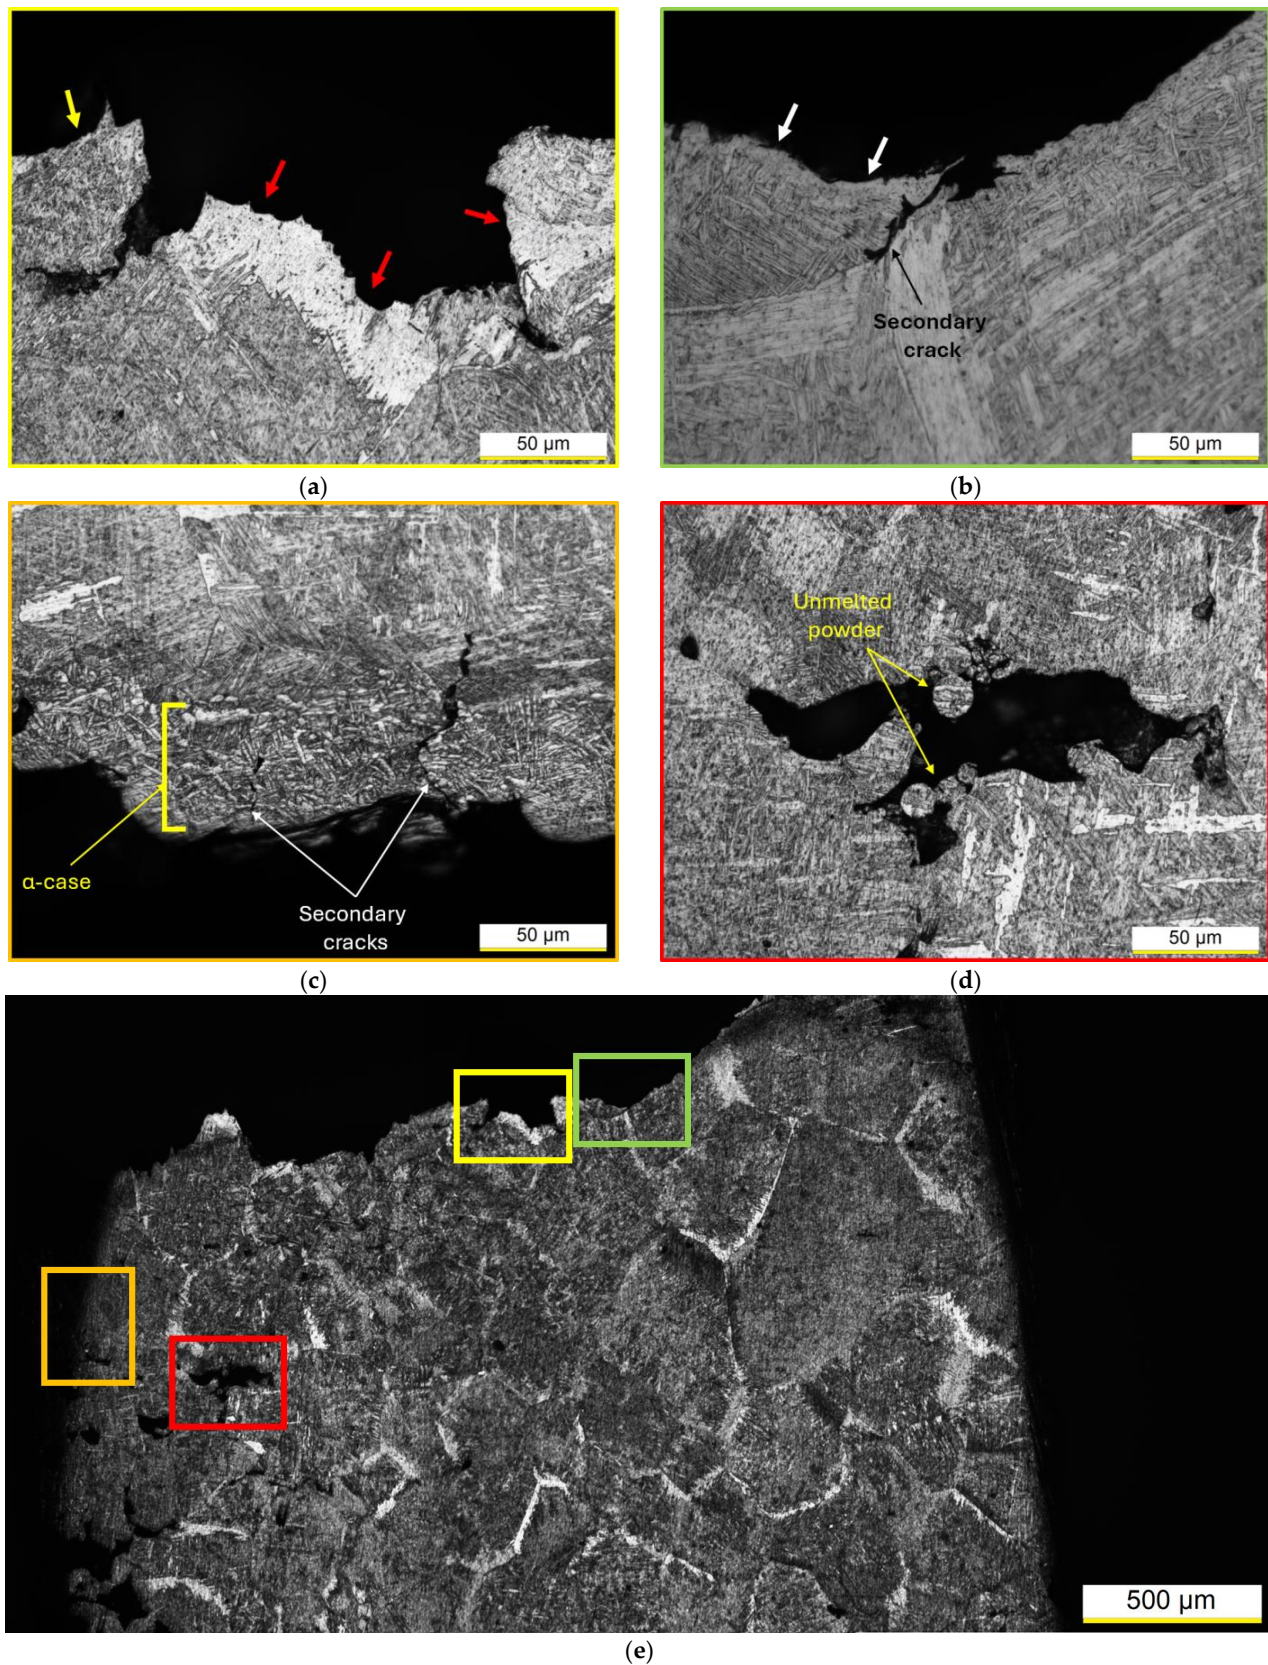 50 µm
(a)
Secondary
crack
50 µm
(b)
α-case
Secondary
cracks
50 µm
(c)
Unmelted
powder
50 µm
(d)
500 µm
(e)